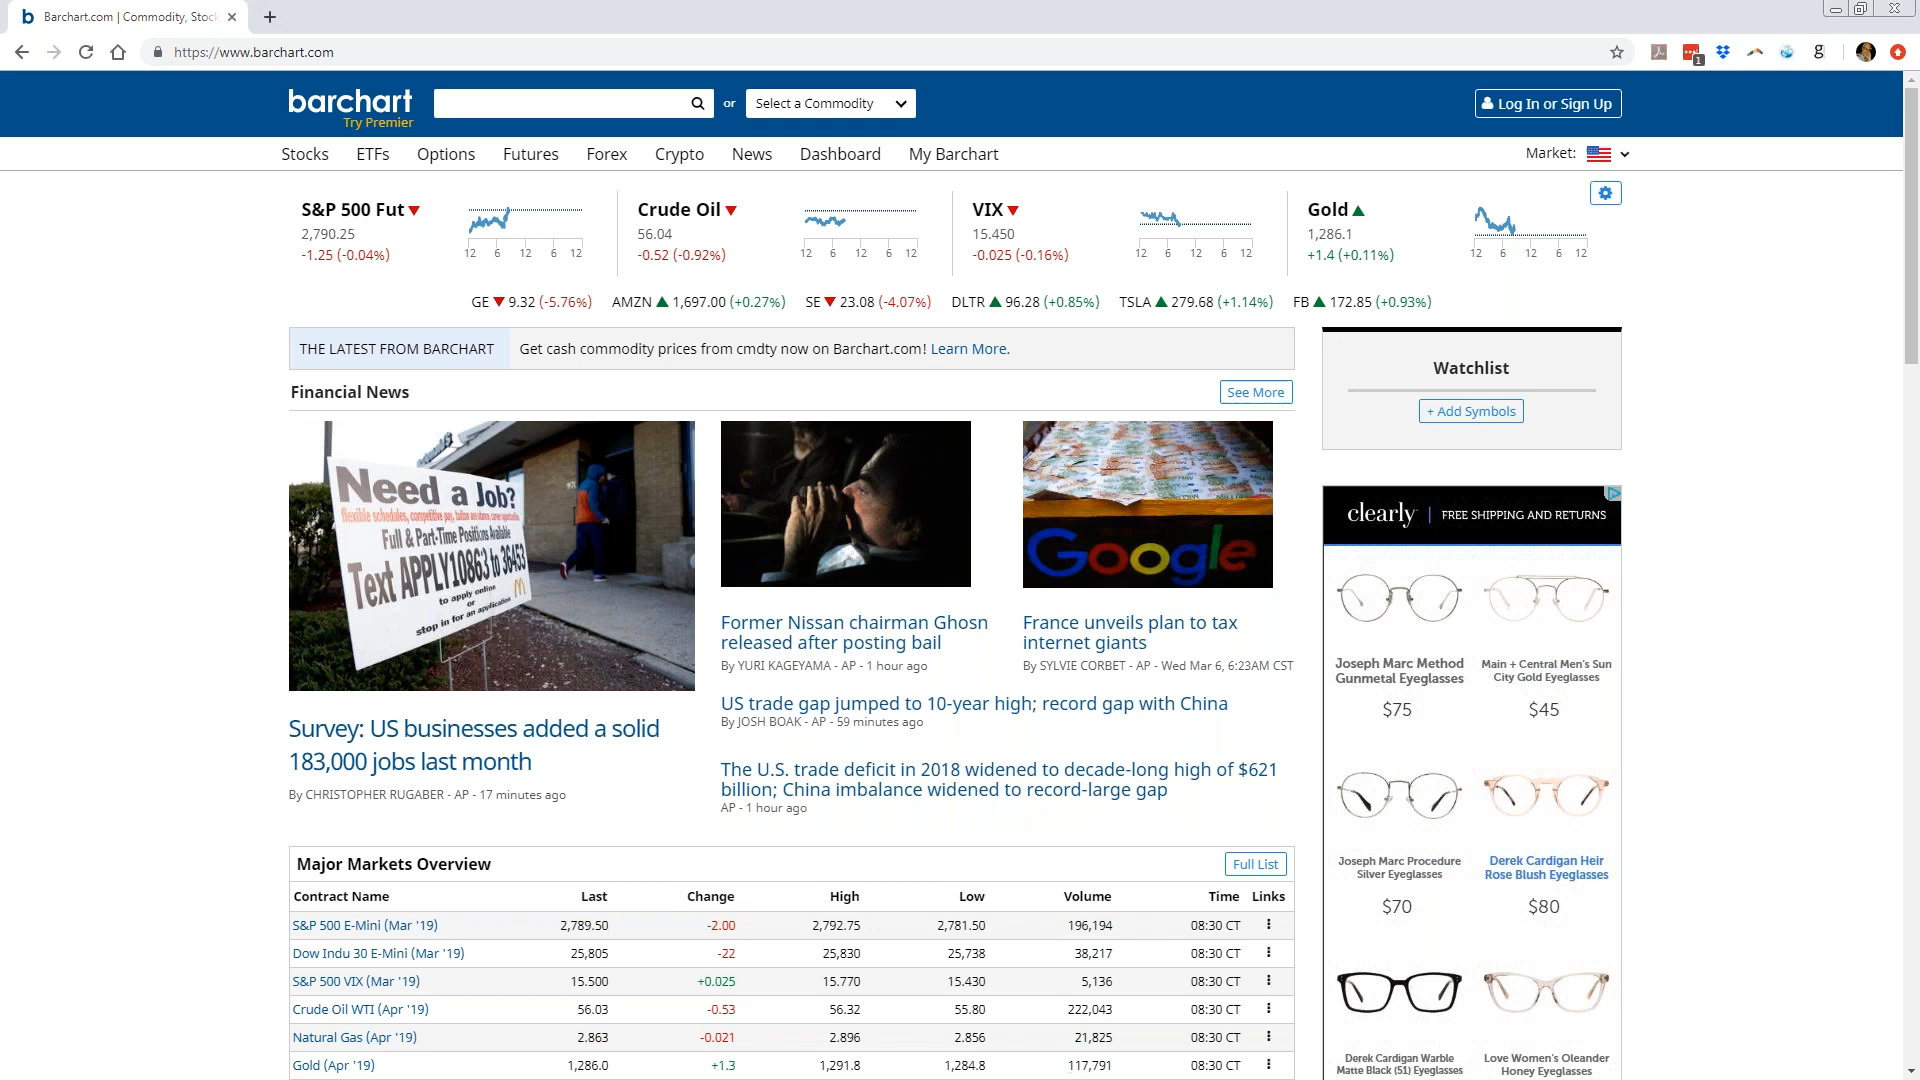 Barchart.com | Commodity, Stock
https://www.barchart.com
1
g
barchart
Try Premier
or
Select a Commodity
Log In or Sign Up
Stocks ETFs Options Futures Forex Crypto News Dashboard My Barchart
Market:
S&P 500 Fut
2,790.25
-1.25 (-0.04%)
12 6 12 6 12
Crude Oil
56.04
-0.52 (-0.92%)
12 6 12 6 12
VIX
15.450
-0.025 (-0.16%)
12 6 12 6 12
Gold
1,286.1
+1.4 (+0.11%)
12 6 12 6 12
GE 9.32 (-5.76%) AMZN 1,697.00 (+0.27%) SE 23.08 (-4.07%) DLTR 96.28 (+0.85%) TSLA 279.68 (+1.14%) FB 172.85 (+0.93%)
THE LATEST FROM BARCHART Get cash commodity prices from cmdty now on Barchart.com! Learn More.
Financial News
See More
Need a Job?
flexible schedules, competitive pay, tuition assistance, career opportunities
Full & Part-Time Positions Available
Text APPLY10863 to 36453
to apply online
or
stop in for an application
Survey: US businesses added a solid
183,000 jobs last month
By CHRISTOPHER RUGABER - AP - 17 minutes ago
Former Nissan chairman Ghosn
released after posting bail
By YURI KAGEYAMA - AP - 1 hour ago
Google
France unveils plan to tax
internet giants
By SYLVIE CORBET - AP - Wed Mar 6, 6:23AM CST
US trade gap jumped to 10-year high; record gap with China
By JOSH BOAK - AP - 59 minutes ago
The U.S. trade deficit in 2018 widened to decade-long high of $621
billion; China imbalance widened to record-large gap
AP - 1 hour ago
Major Markets Overview
Full List
Contract Name Last Change High Low Volume Time Links
S&P 500 E-Mini (Mar '19) 2,789.50 -2.00 2,792.75 2,781.50 196,194 08:30 CT
Dow Indu 30 E-Mini (Mar '19) 25,805 -22 25,830 25,738 38,217 08:30 CT
S&P 500 VIX (Mar '19) 15.500 +0.025 15.770 15.430 5,136 08:30 CT
Crude Oil WTI (Apr '19) 56.03 -0.53 56.32 55.80 222,043 08:30 CT
Natural Gas (Apr '19) 2.863 -0.021 2.896 2.856 21,825 08:30 CT
Gold (Apr '19) 1,286.0 +1.3 1,291.8 1,284.8 117,791 08:30 CT
Watchlist
+ Add Symbols
clearly | FREE SHIPPING AND RETURNS
Joseph Marc Method
Gunmetal Eyeglasses
$75
Main + Central Men's Sun
City Gold Eyeglasses
$45
Joseph Marc Procedure
Silver Eyeglasses
$70
Derek Cardigan Heir
Rose Blush Eyeglasses
$80
Derek Cardigan Warble
Matte Black (51) Eyeglasses
Love Women's Oleander
Honey Eyeglasses